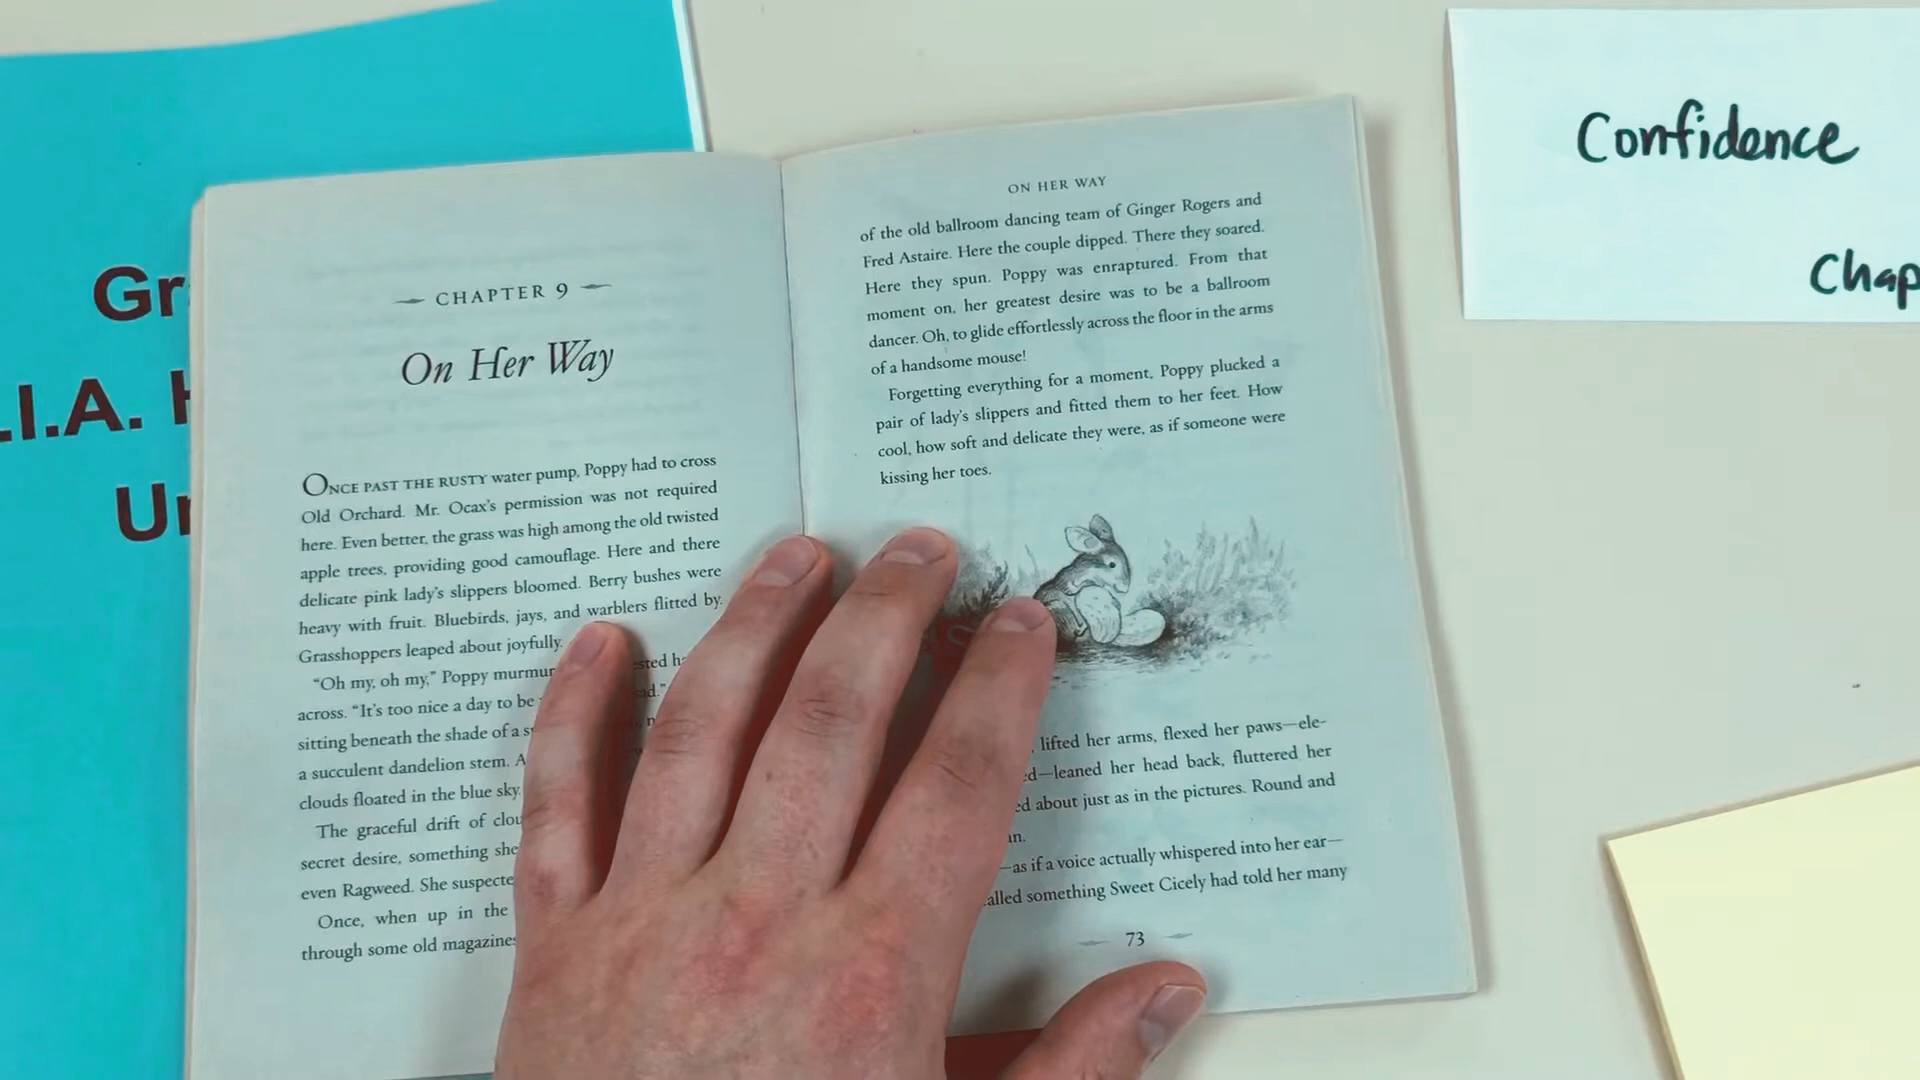 Gr
.I.A. H
Un
CHAPTER 9
On Her Way
ONCE PAST THE RUSTY water pump, Poppy had to cross
Old Orchard. Mr. Ocax's permission was not required
here. Even better, the grass was high among the old twisted
apple trees, providing good camouflage. Here and there
delicate pink lady's slippers bloomed. Berry bushes were
heavy with fruit. Bluebirds, jays, and warblers flitted by.
Grasshoppers leaped about joyfully.
"Oh my, oh my," Poppy murmur
across. "It's too nice a day to be
sitting beneath the shade of a
a succulent dandelion stem.
clouds floated in the blue sky.
The graceful drift of clou
secret desire, something she
even Ragweed. She suspecte
Once, when up in the
through some old magazines
ON HER WAY
of the old ballroom dancing team of Ginger Rogers and
Fred Astaire. Here the couple dipped. There they soared.
Here they spun. Poppy was enraptured. From that
moment on, her greatest desire was to be a ballroom
dancer. Oh, to glide effortlessly across the floor in the arms
of a handsome mouse!
Forgetting everything for a moment, Poppy plucked a
pair of lady's slippers and fitted them to her feet. How
cool, how soft and delicate they were, as if someone were
kissing her toes.
lifted her arms, flexed her paws—ele-
ed—leaned her head back, fluttered her
ed about just as in the pictures. Round and
—as if a voice actually whispered into her ear—
alled something Sweet Cicely had told her many
73
Confidence
Chap